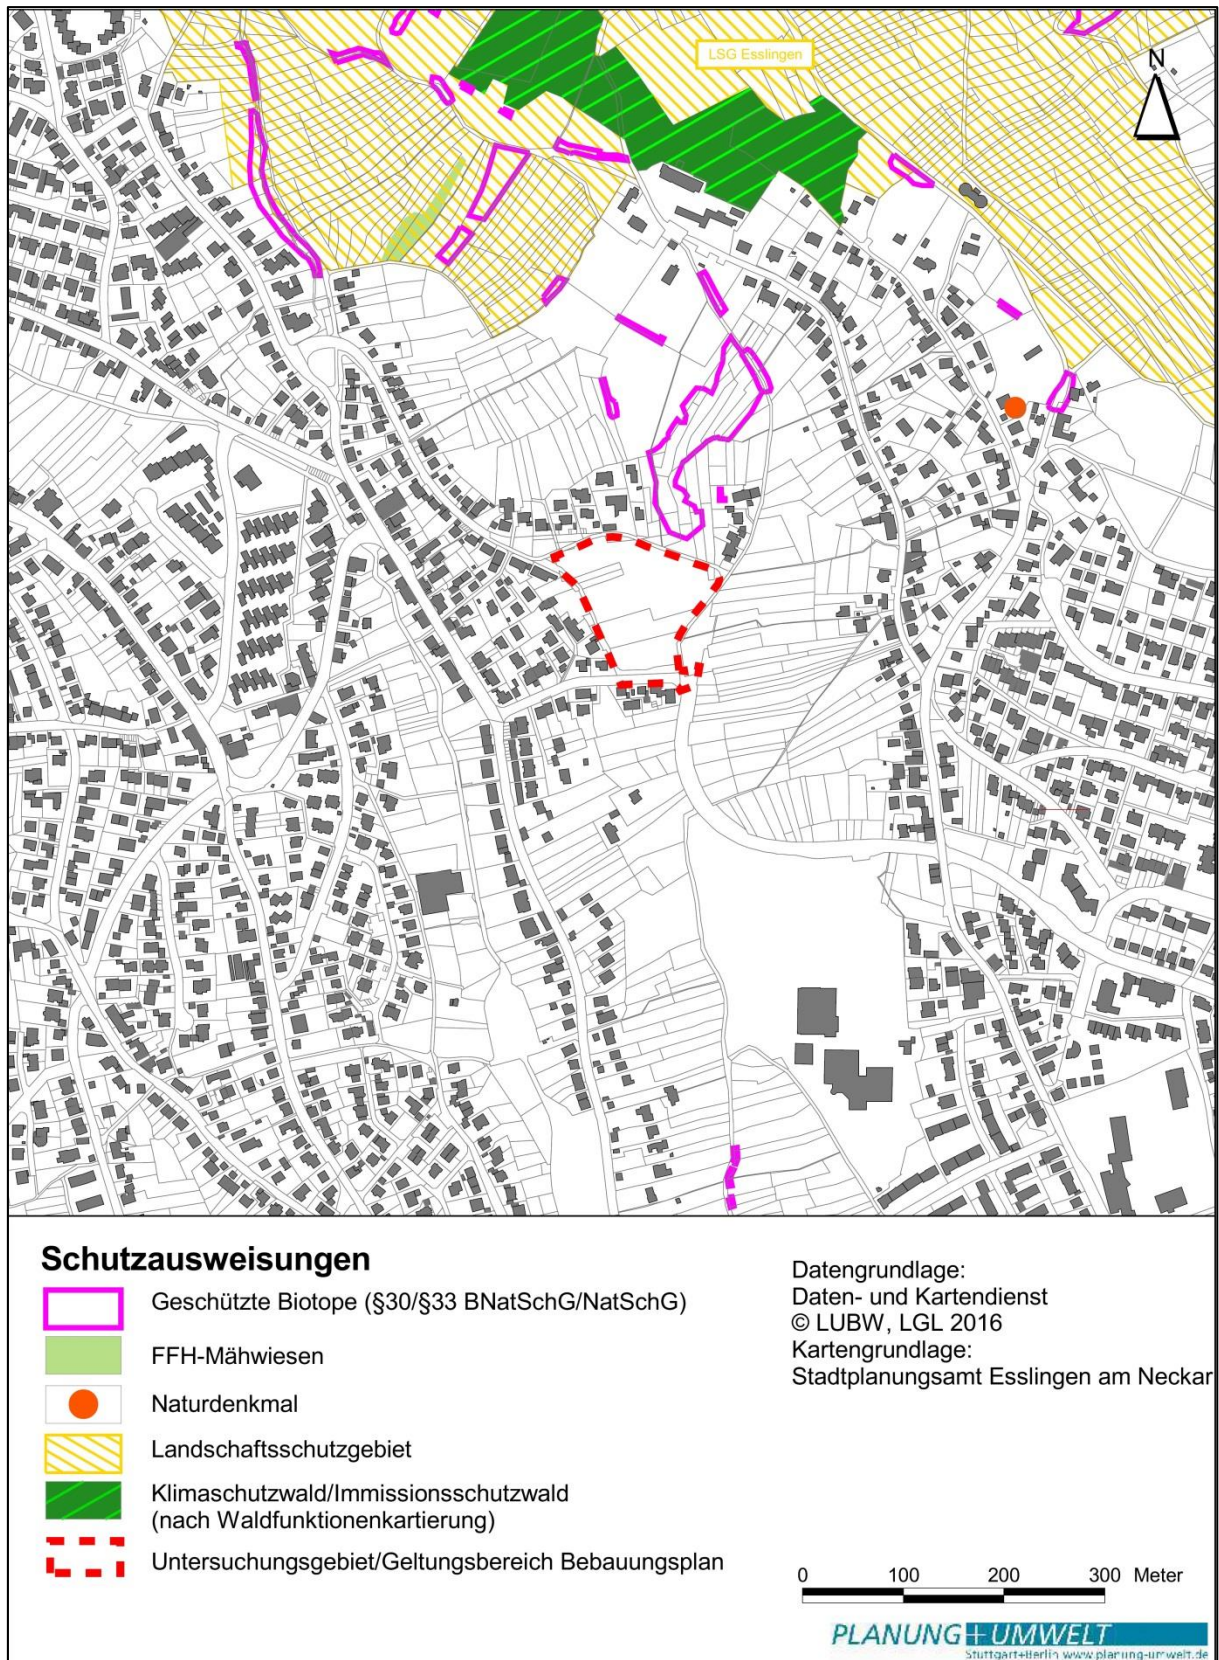 LSG Esslingen
N
Schutzausweisungen
Geschützte Biotope (§30/§33 BNatSchG/NatSchG)
FFH-Mähwiesen
Naturdenkmal
Landschaftsschutzgebiet
Klimaschutzwald/Immissionsschutzwald
(nach Waldfunktionenkartierung)
Untersuchungsgebiet/Geltungsbereich Bebauungsplan
Datengrundlage:
Daten- und Kartendienst
© LUBW, LGL 2016
Kartengrundlage:
Stadtplanungsamt Esslingen am Neckar
0 100 200 300 Meter
PLANUNG+UMWELT
Stuttgart+Berlin www.planung-umwelt.de